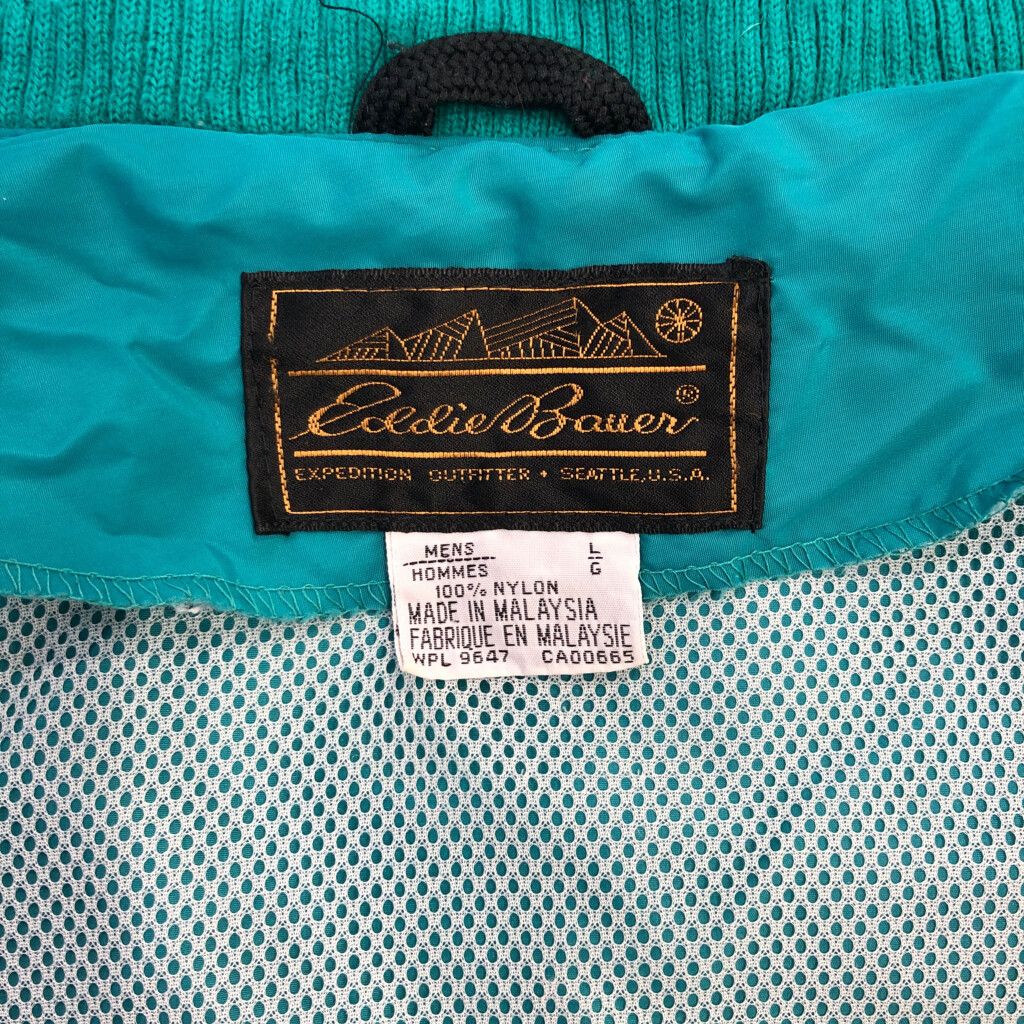 Eddie Bauer®
EXPEDITION OUTFITTER • SEATTLE, U.S.A.
MENS L
HOMMES G
100% NYLON
MADE IN MALAYSIA
FABRIQUE EN MALAYSIE
WPL 9647 CA00665